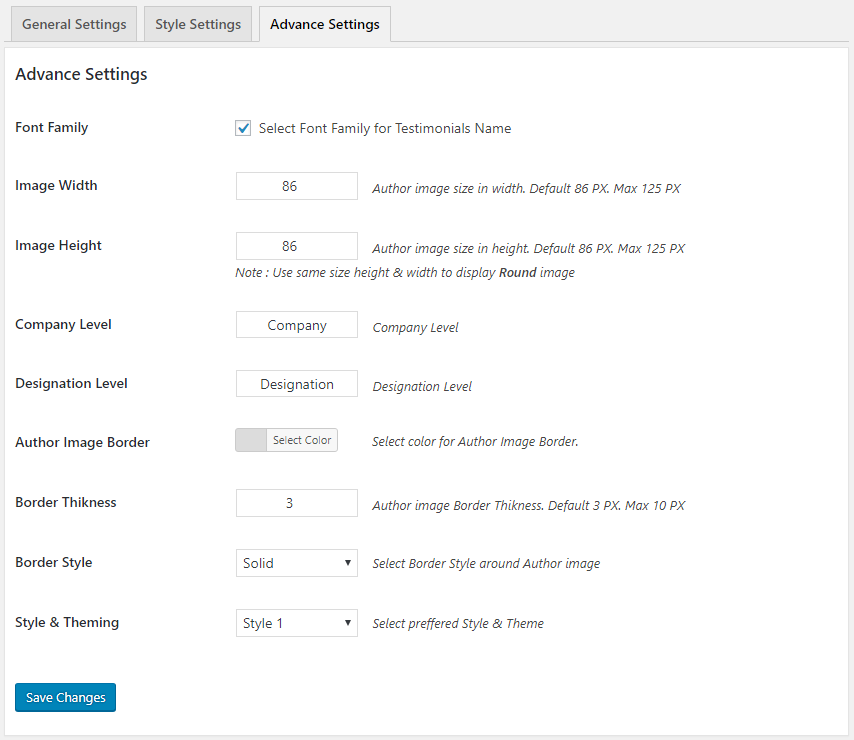 General Settings Style Settings Advance Settings
Advance Settings
Font Family Select Font Family for Testimonials Name
Image Width 86 Author image size in width. Default 86 PX. Max 125 PX
Image Height 86 Author image size in height. Default 86 PX. Max 125 PX
Note : Use same size height & width to display Round image
Company Level Company Company Level
Designation Level Designation Designation Level
Author Image Border Select Color Select color for Author Image Border.
Border Thikness 3 Author image Border Thikness. Default 3 PX. Max 10 PX
Border Style Solid Select Border Style around Author image
Style & Theming Style 1 Select preffered Style & Theme
Save Changes